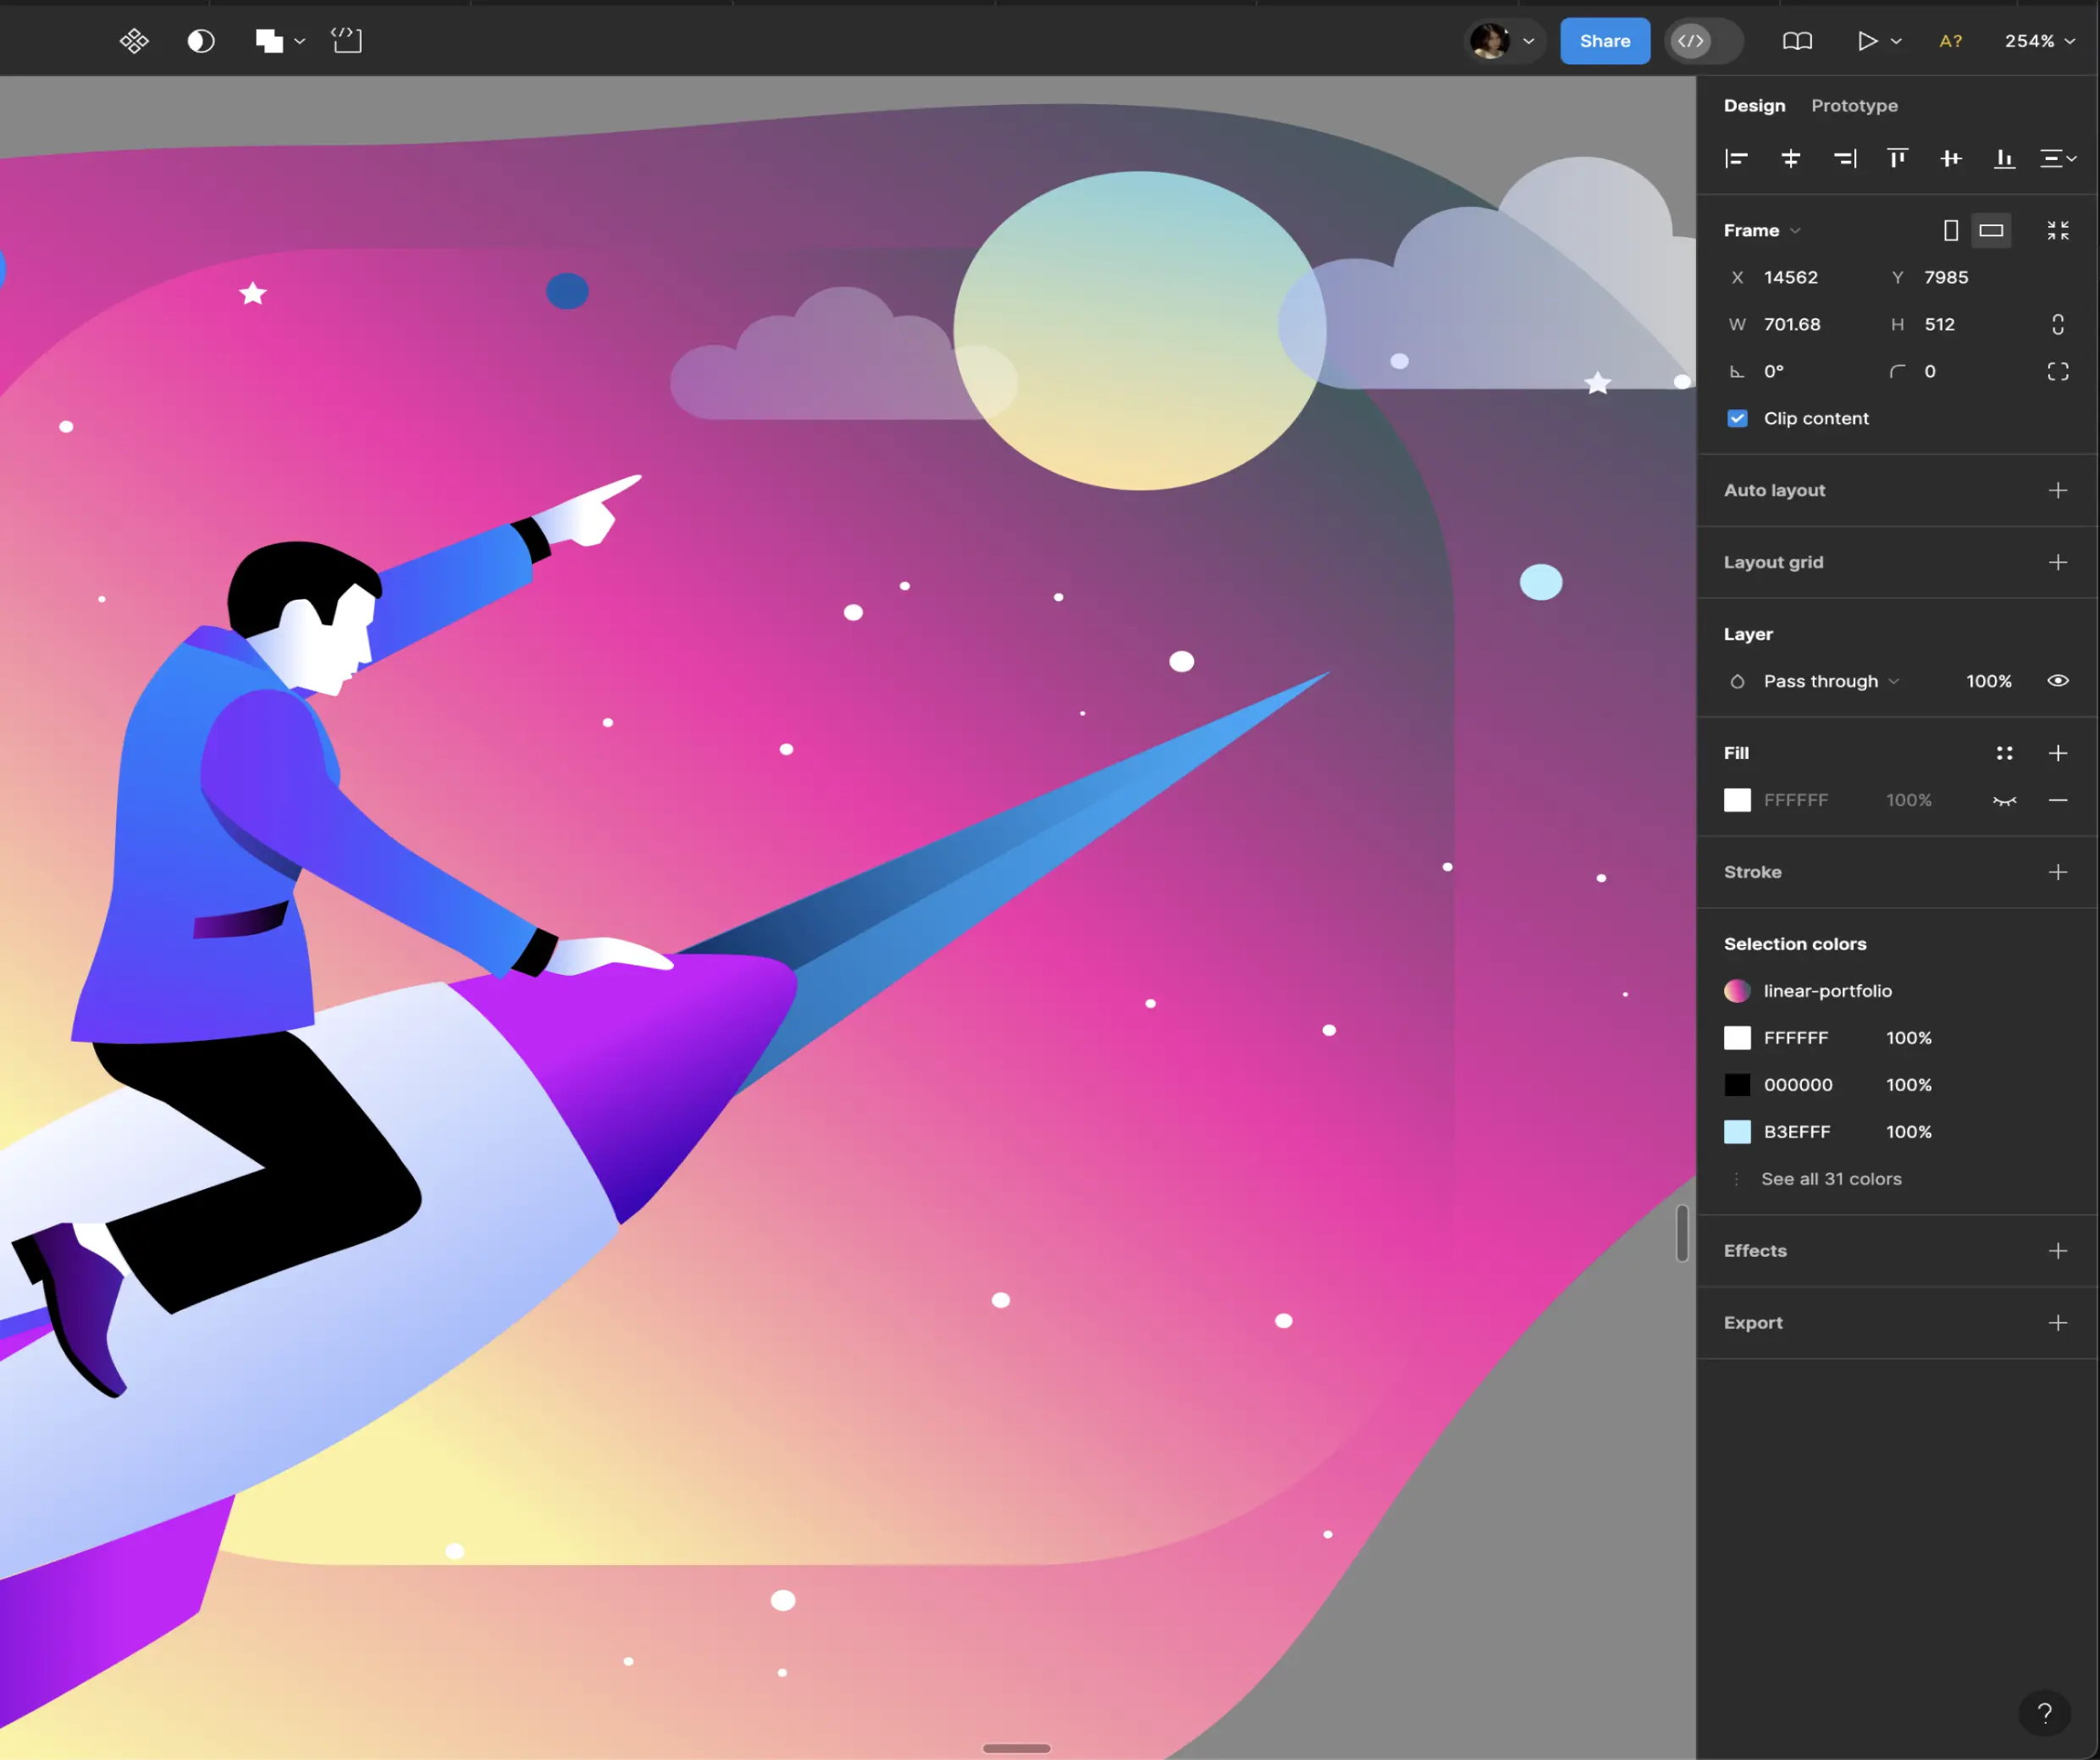 Share
</>
A?
254%
Design Prototype
Frame
X 14562 Y 7985
W 701.68 H 512
0° 0
Clip content
Auto layout
Layout grid
Layer
Pass through 100%
Fill
FFFFFF 100%
Stroke
Selection colors
linear-portfolio
FFFFFF 100%
000000 100%
B3EFFF 100%
See all 31 colors
Effects
Export
?